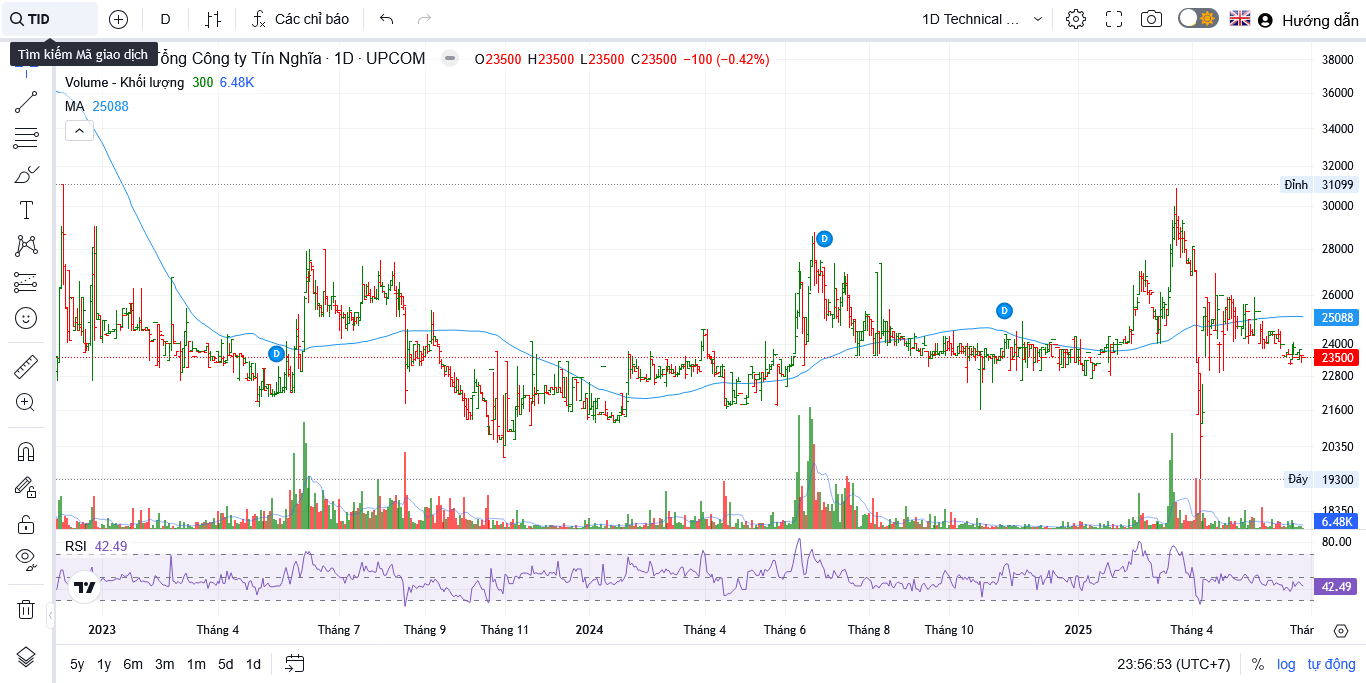 TID
D
Các chỉ báo
1D Technical ...
Hướng dẫn
Tìm kiếm Mã giao dịch
ổng Công ty Tín Nghĩa · 1D · UPCOM
O23500 H23500 L23500 C23500 −100 (−0.42%)
Volume - Khối lượng 300 6.48K
MA 25088
38000
36000
34000
32000
Đỉnh 31099
30000
28000
26000
25088
24000
23500
22800
21600
20350
Đáy 19300
18350
6.48K
D
D
D
RSI 42.49
80.00
42.49
2023 Tháng 4 Tháng 7 Tháng 9 Tháng 11 2024 Tháng 4 Tháng 6 Tháng 8 Tháng 10 2025 Tháng 4 Thár
5y 1y 6m 3m 1m 5d 1d
23:56:53 (UTC+7) % log tự động